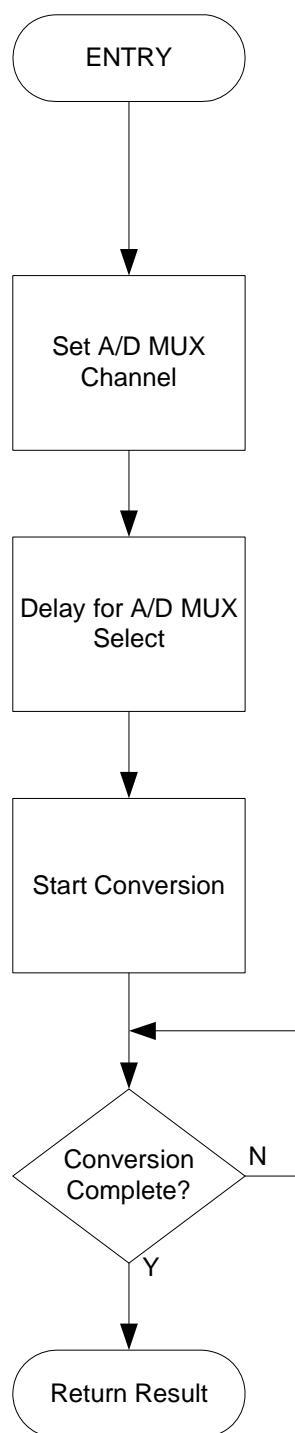 ENTRY
Set A/D MUX
Channel
Delay for A/D MUX
Select
Start Conversion
Conversion
Complete?
N
Y
Return Result